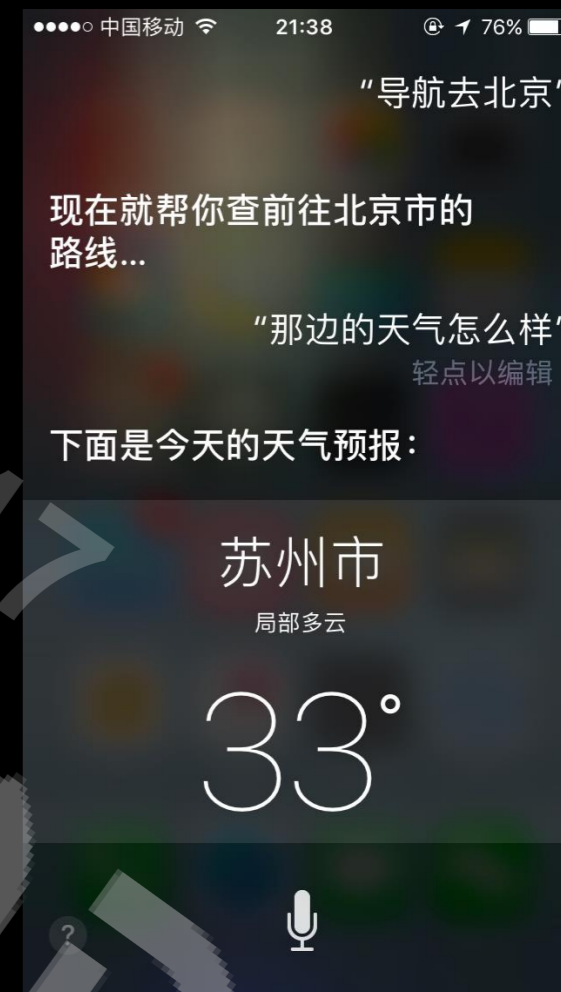 中国移动 21:38 76%
“导航去北京”
现在就帮你查前往北京市的
路线...
“那边的天气怎么样”
轻点以编辑
下面是今天的天气预报：
苏州市
局部多云
33°
?